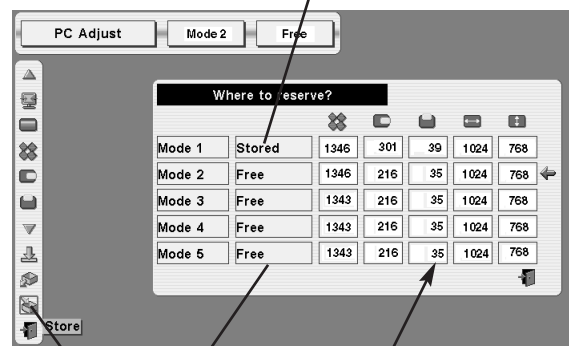 PC Adjust Mode 2 Free
Where to reserve?
Mode 1 Stored 1346 301 39 1024 768
Mode 2 Free 1346 216 35 1024 768
Mode 3 Free 1343 216 35 1024 768
Mode 4 Free 1343 216 35 1024 768
Mode 5 Free 1343 216 35 1024 768
Store